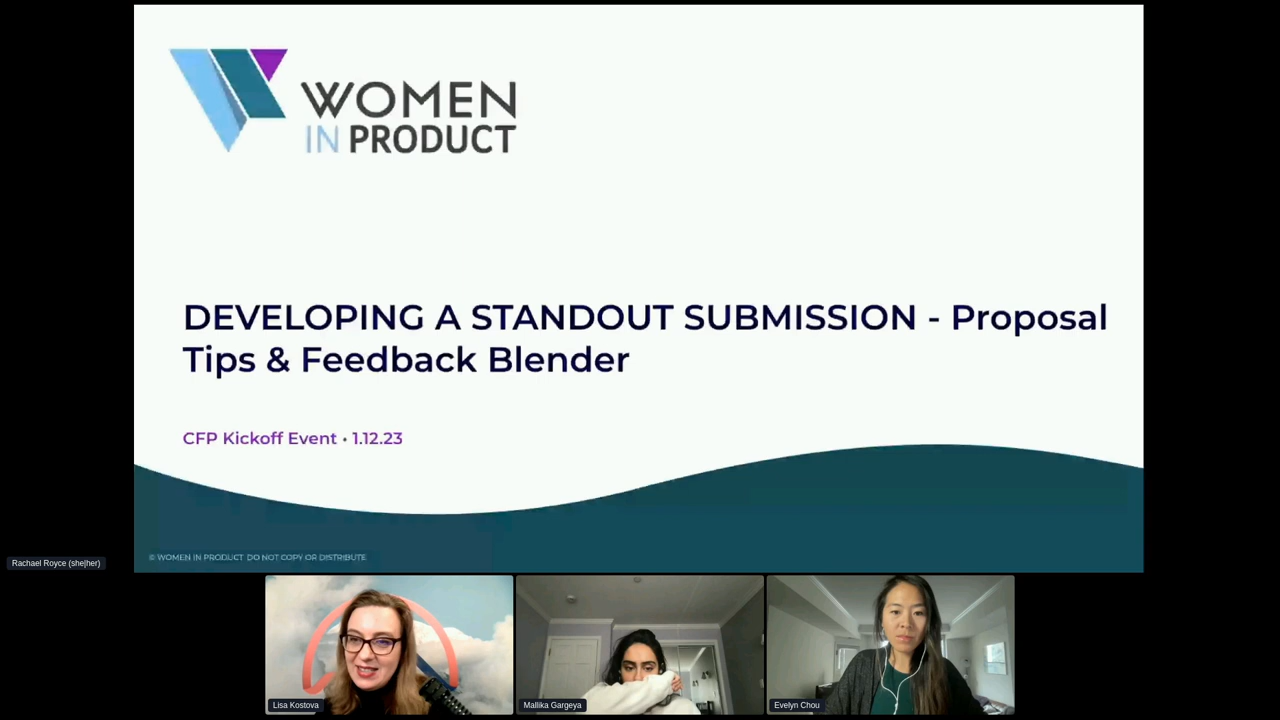 WOMEN
IN PRODUCT
DEVELOPING A STANDOUT SUBMISSION - Proposal
Tips & Feedback Blender
CFP Kickoff Event • 1.12.23
© WOMEN IN PRODUCT DO NOT COPY OR DISTRIBUTE
Rachael Royce (she|her)
Lisa Kostova
Mallika Gargeya
Evelyn Chou